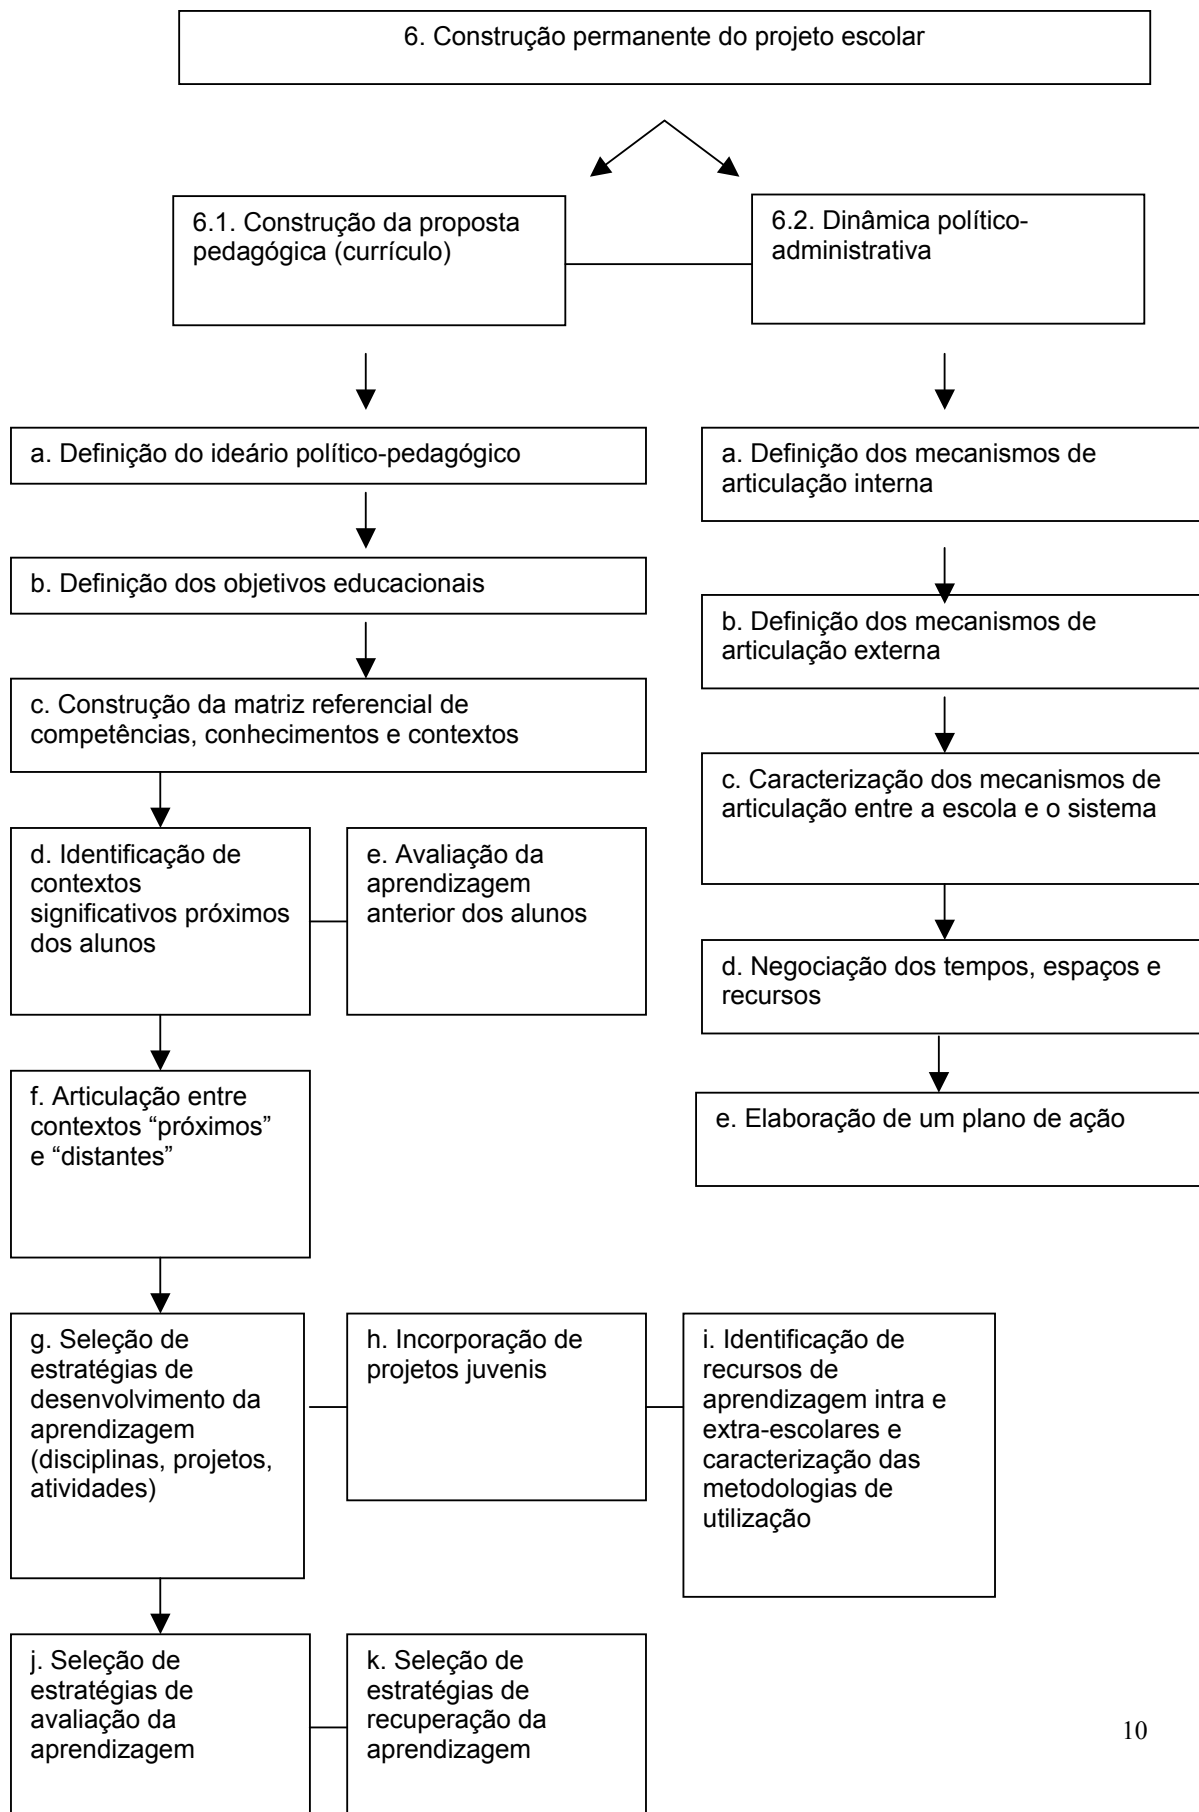 6. Construção permanente do projeto escolar
6.1. Construção da proposta
pedagógica (currículo)
6.2. Dinâmica político-
administrativa
a. Definição do ideário político-pedagógico
b. Definição dos objetivos educacionais
c. Construção da matriz referencial de
competências, conhecimentos e contextos
d. Identificação de
contextos
significativos próximos
dos alunos
e. Avaliação da
aprendizagem
anterior dos alunos
f. Articulação entre
contextos “próximos”
e “distantes”
g. Seleção de
estratégias de
desenvolvimento da
aprendizagem
(disciplinas, projetos,
atividades)
h. Incorporação de
projetos juvenis
i. Identificação de
recursos de
aprendizagem intra e
extra-escolares e
caracterização das
metodologias de
utilização
j. Seleção de
estratégias de
avaliação da
aprendizagem
k. Seleção de
estratégias de
recuperação da
aprendizagem
a. Definição dos mecanismos de
articulação interna
b. Definição dos mecanismos de
articulação externa
c. Caracterização dos mecanismos de
articulação entre a escola e o sistema
d. Negociação dos tempos, espaços e
recursos
e. Elaboração de um plano de ação
10